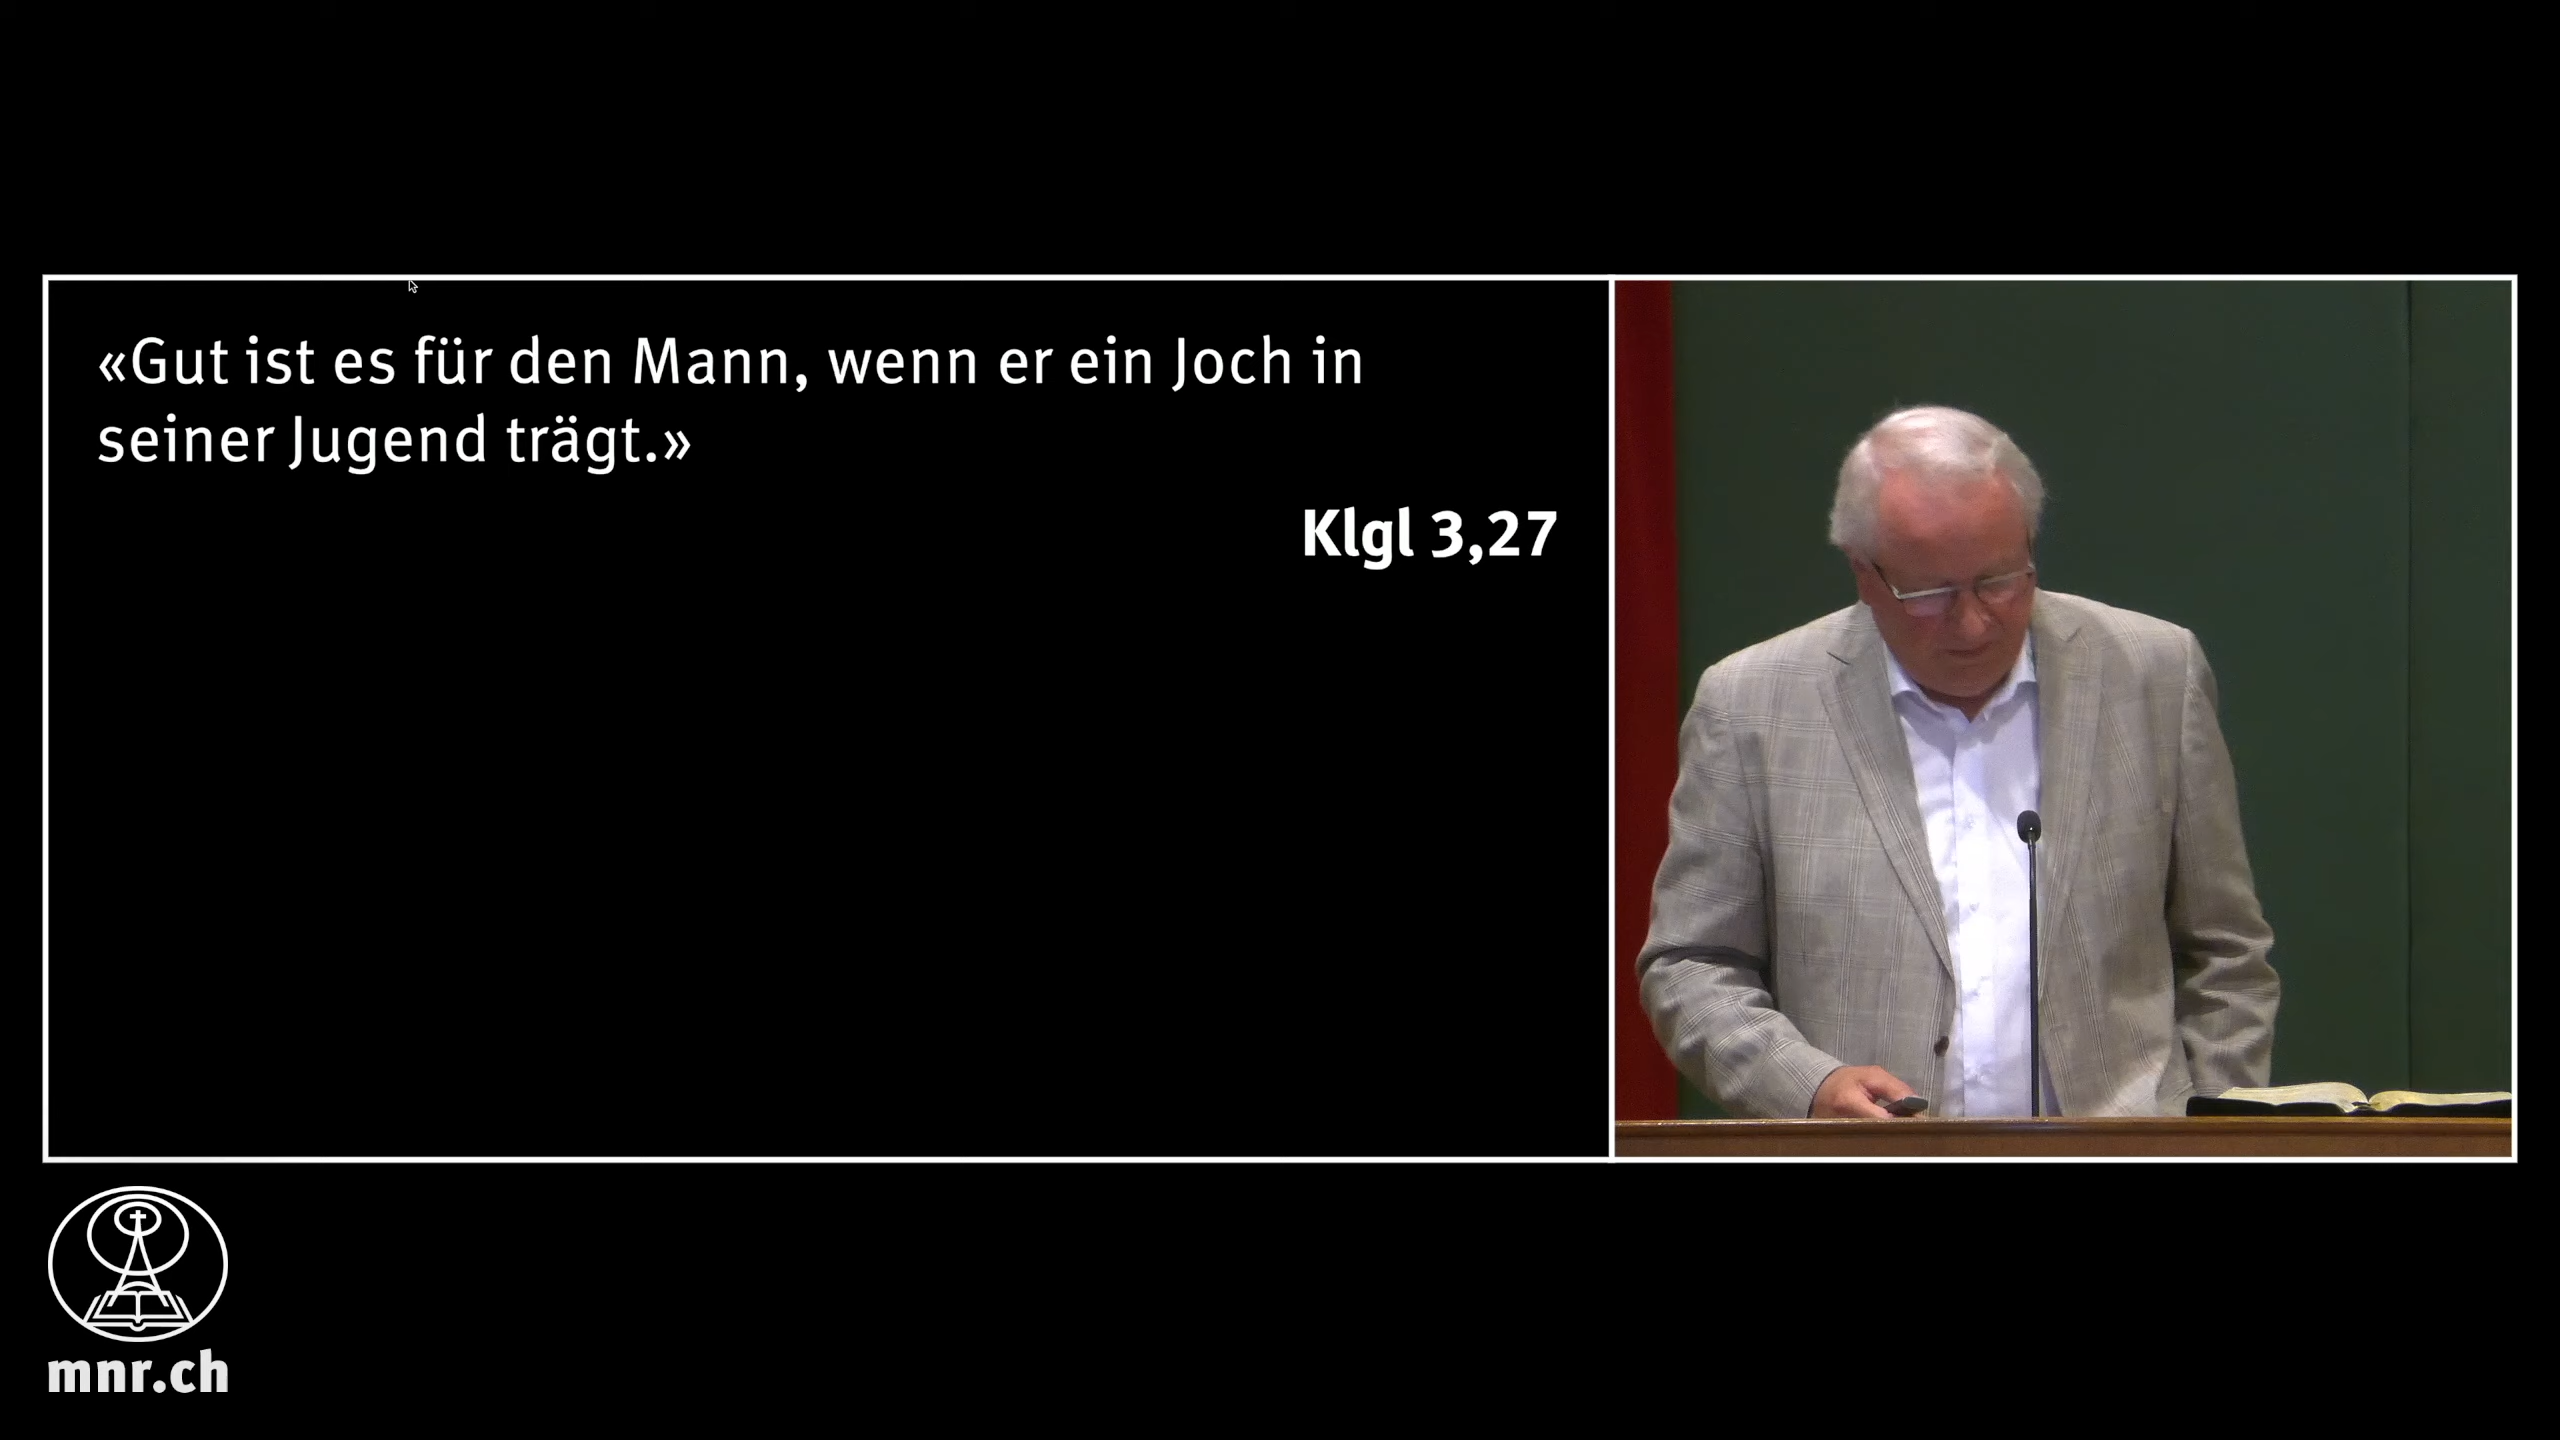 «Gut ist es für den Mann, wenn er ein Joch in
seiner Jugend trägt.»
Klgl 3,27
mnr.ch